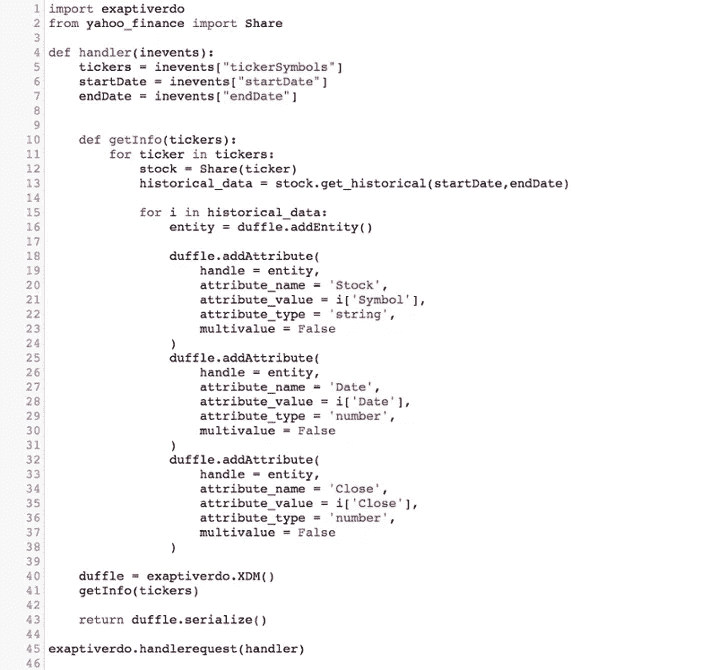 1 import exaptiverdo
2 from yahoo_finance import Share
3
4 def handler(inevents):
5     tickers = inevents["tickerSymbols"]
6     startDate = inevents["startDate"]
7     endDate = inevents["endDate"]
8
9
10     def getInfo(tickers):
11         for ticker in tickers:
12             stock = Share(ticker)
13             historical_data = stock.get_historical(startDate,endDate)
14
15             for i in historical_data:
16                 entity = duffle.addEntity()
17
18                 duffle.addAttribute(
19                     handle = entity,
20                     attribute_name = 'Stock',
21                     attribute_value = i['Symbol'],
22                     attribute_type = 'string',
23                     multivalue = False
24                 )
25                 duffle.addAttribute(
26                     handle = entity,
27                     attribute_name = 'Date',
28                     attribute_value = i['Date'],
29                     attribute_type = 'number',
30                     multivalue = False
31                 )
32                 duffle.addAttribute(
33                     handle = entity,
34                     attribute_name = 'Close',
35                     attribute_value = i['Close'],
36                     attribute_type = 'number',
37                     multivalue = False
38                 )
39
40     duffle = exaptiverdo.XDM()
41     getInfo(tickers)
42
43     return duffle.serialize()
44
45 exaptiverdo.handlerequest(handler)
46